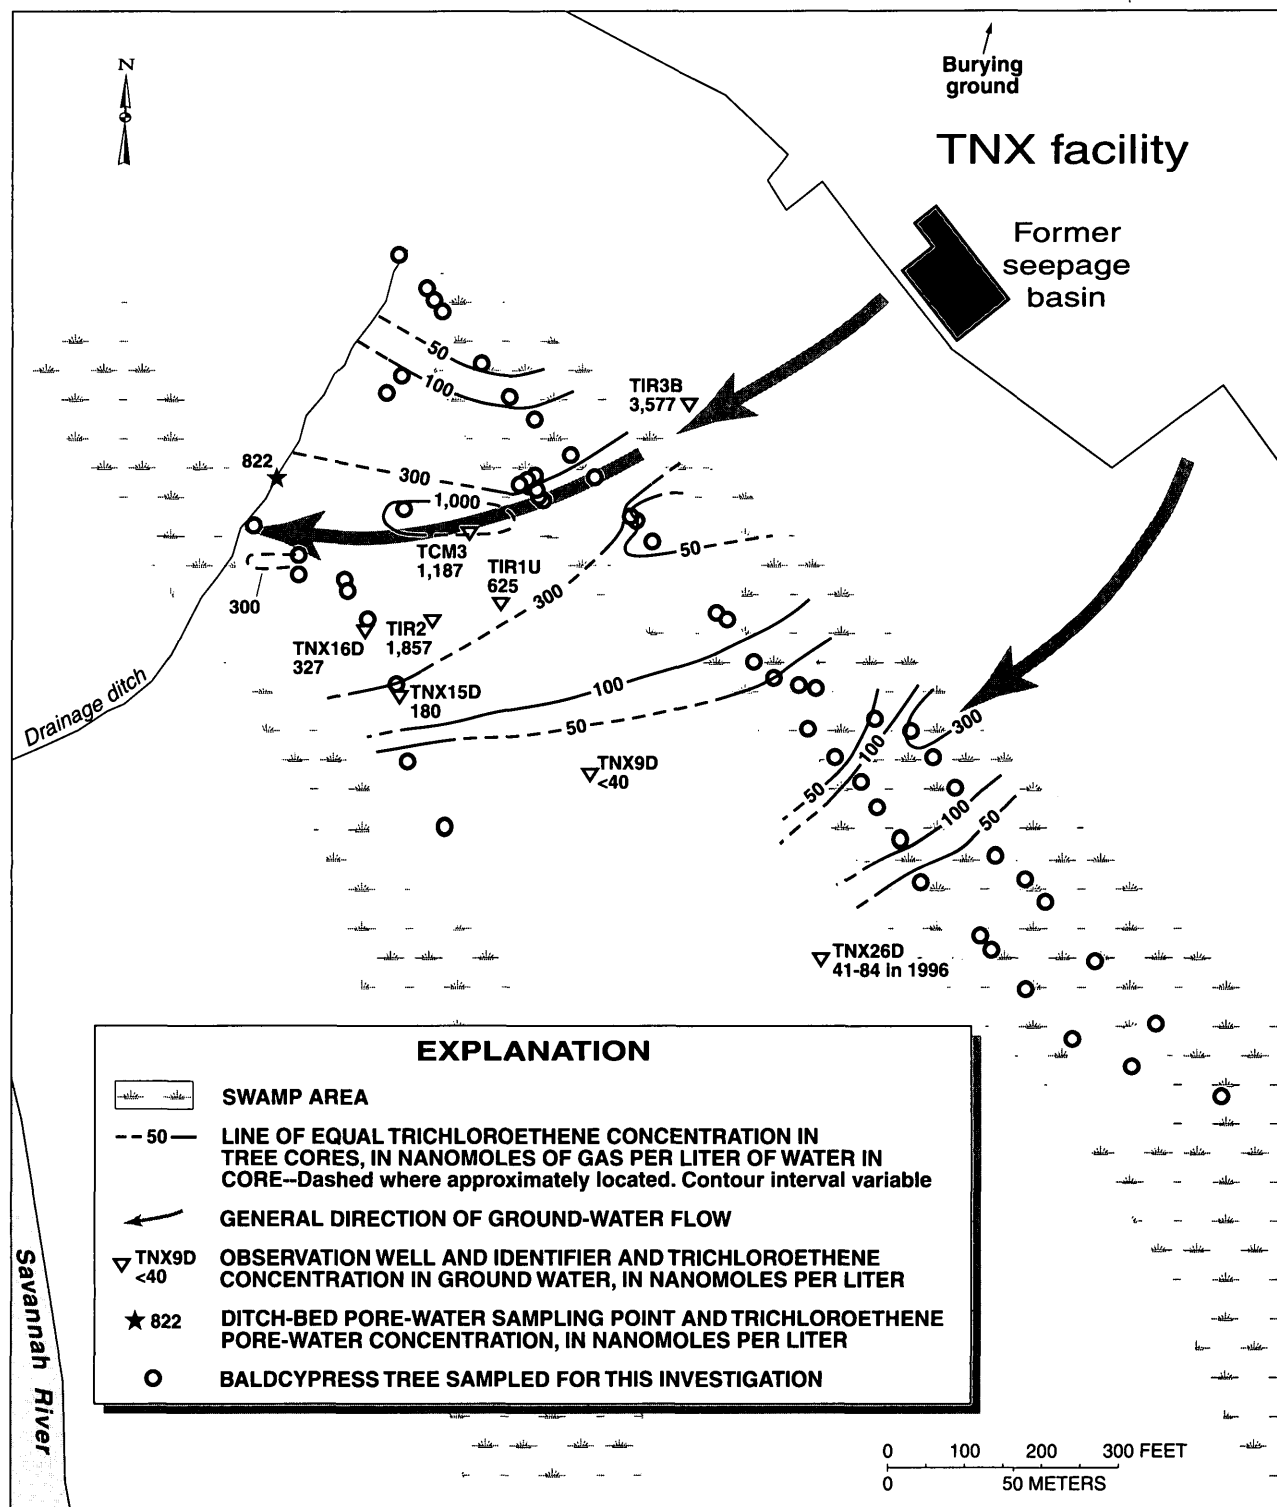 N
Burying
ground
TNX facility
Former
seepage
basin
50
100
TIR3B
3,577
822
300
1,000
TCM3
1,187
TIR1U
625
300
50
300
TIR2
1,857
TNX16D
327
TNX15D
180
100
50
Drainage ditch
TNX9D
<40
300
100
50
100
50
TNX26D
41-84 in 1996
EXPLANATION
SWAMP AREA
50
LINE OF EQUAL TRICHLOROETHENE CONCENTRATION IN
TREE CORES, IN NANOMOLES OF GAS PER LITER OF WATER IN
CORE--Dashed where approximately located. Contour interval variable
GENERAL DIRECTION OF GROUND-WATER FLOW
TNX9D
<40
OBSERVATION WELL AND IDENTIFIER AND TRICHLOROETHENE
CONCENTRATION IN GROUND WATER, IN NANOMOLES PER LITER
822
DITCH-BED PORE-WATER SAMPLING POINT AND TRICHLOROETHENE
PORE-WATER CONCENTRATION, IN NANOMOLES PER LITER
BALDCYPRESS TREE SAMPLED FOR THIS INVESTIGATION
Savannah River
0 100 200 300 FEET
0 50 METERS